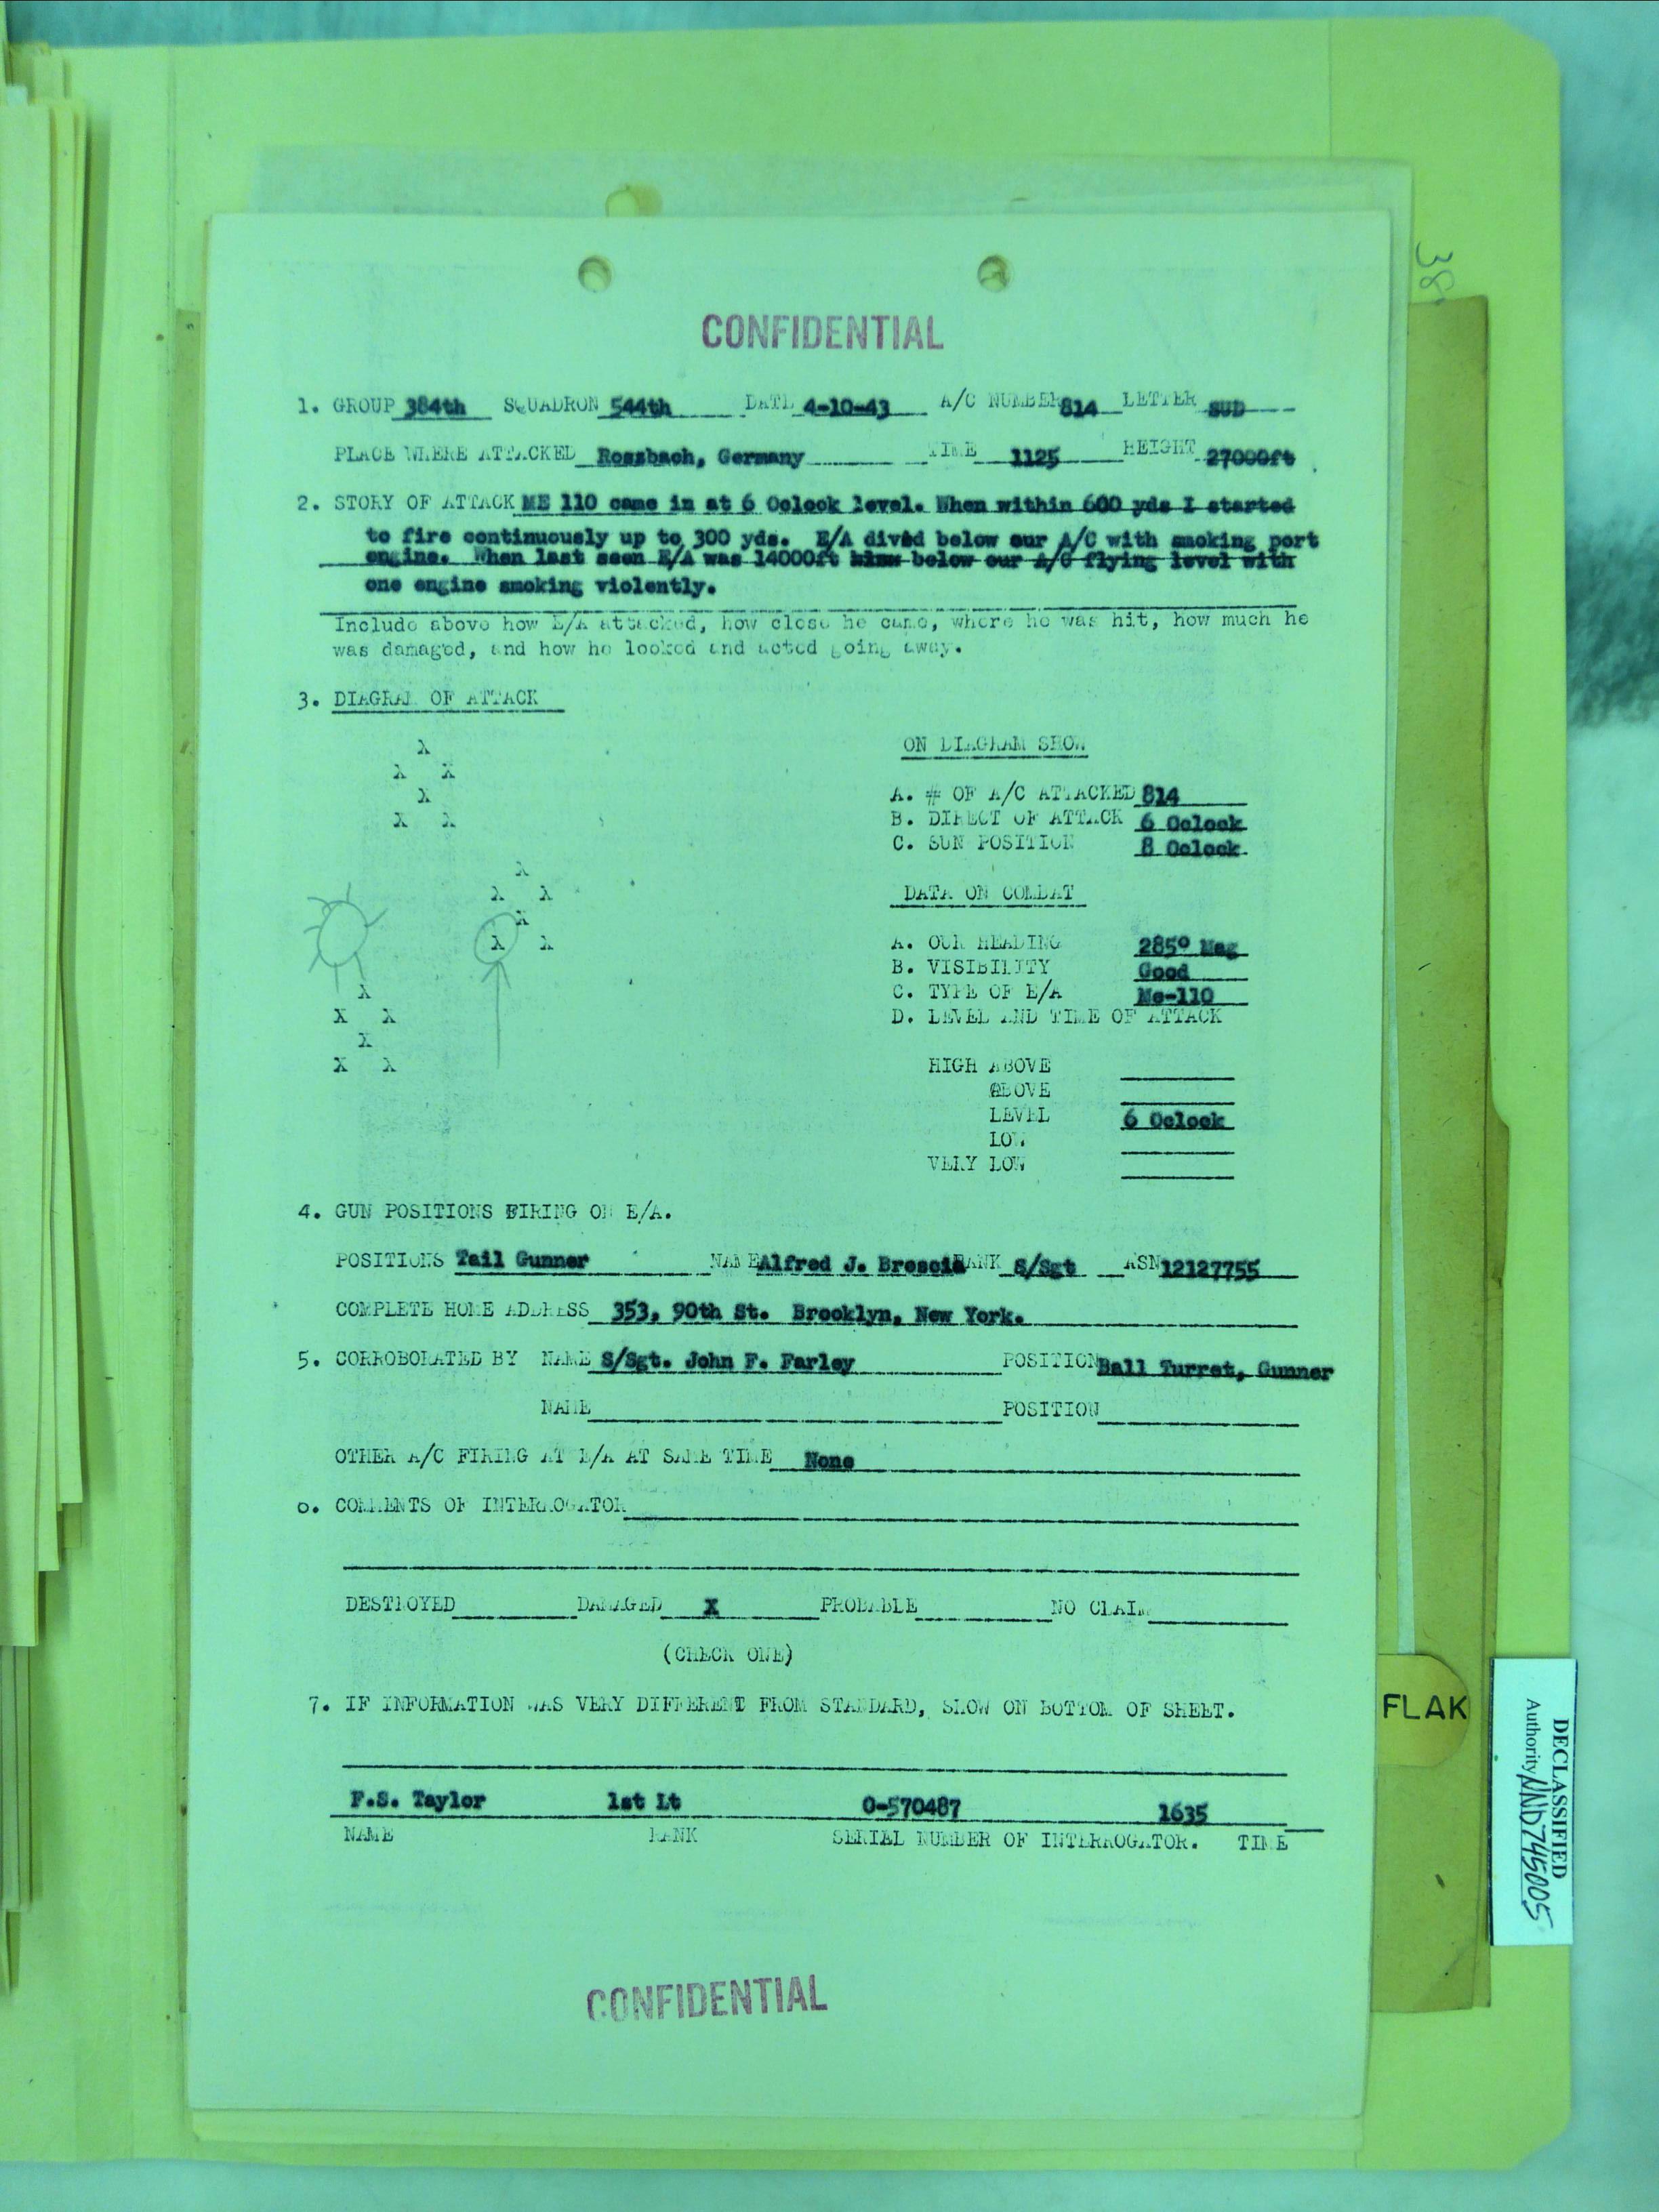 38
CONFIDENTIAL
1. GROUP 384th SQUADRON 544th DATE 4-10-43 A/C NUMBER 814 LETTER SUD
PLACE WHERE ATTACKED Rossbach, Germany TIME 1125 HEIGHT 27000ft
2. STORY OF ATTACK ME 110 came in at 6 Oclock level. When within 600 yds I started
to fire continuously up to 300 yds. E/A dived below our A/C with smoking port
engine. When last seen E/A was 14000ft below our A/C flying level with
one engine smoking violently.
Include above how E/A attacked, how close he came, where he was hit, how much he
was damaged, and how he looked and acted going away.
3. DIAGRAM OF ATTACK
X
X X
X
X X
X
X X
X
X X
X
X X
X
X X
ON DIAGRAM SHOW
A. # OF A/C ATTACKED 814
B. DIRECT OF ATTACK 6 Oclock
C. SUN POSITION 8 Oclock
DATA ON COMBAT
A. OUR HEADING 285° Mag
B. VISIBILITY Good
C. TYPE OF E/A Me-110
D. LEVEL AND TIME OF ATTACK
HIGH ABOVE
ABOVE
LEVEL 6 Oclock
LOW
VERY LOW
4. GUN POSITIONS FIRING ON E/A.
POSITIONS Tail Gunner NAME Alfred J. Brescia RANK S/Sgt ASN 12127755
COMPLETE HOME ADDRESS 353, 90th St. Brooklyn, New York.
5. CORROBORATED BY NAME S/Sgt. John F. Farley POSITION Ball Turret, Gunner
NAME POSITION
OTHER A/C FIRING AT E/A AT SAME TIME None
6. COMMENTS OF INTERROGATOR
DESTROYED DAMAGED X PROBABLE NO CLAIM
(CHECK ONE)
7. IF INFORMATION WAS VERY DIFFERENT FROM STANDARD, SHOW ON BOTTOM OF SHEET.
F.S. Taylor 1st Lt O-570487 1635
NAME RANK SERIAL NUMBER OF INTERROGATOR. TIME
CONFIDENTIAL
FLAK
DECLASSIFIED
Authority NND745005